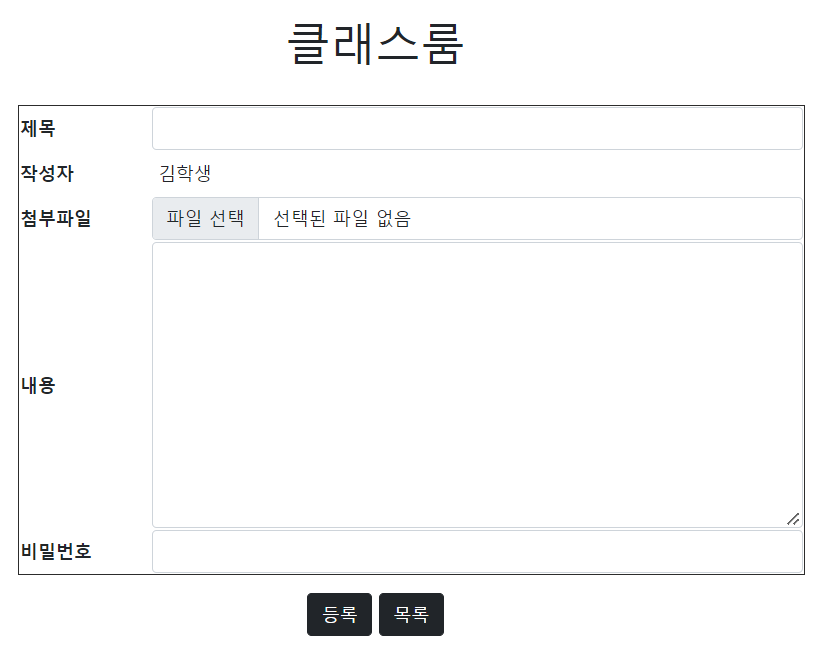 클래스룸
제목
작성자 김학생
첨부파일 파일 선택 선택된 파일 없음
내용
비밀번호
등록 목록